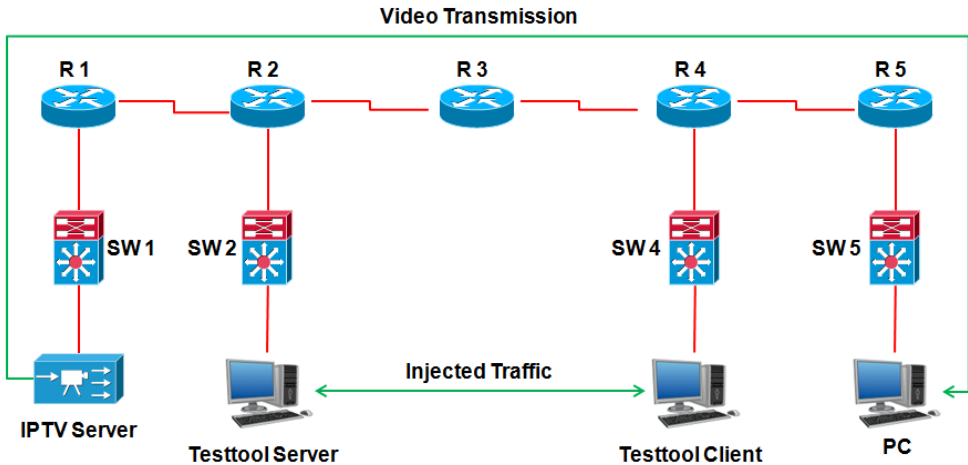 Video Transmission
R 1
R 2
R 3
R 4
R 5
SW 1
SW 2
SW 4
SW 5
Injected Traffic
IPTV Server
Testtool Server
Testtool Client
PC